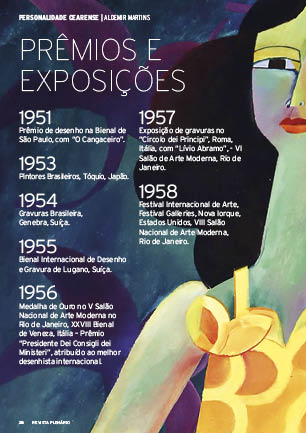 PERSONALIDADE CEARENSE | ALDEMIR MARTINS
PRÊMIOS E
EXPOSIÇÕES
1951
Prêmio de desenho na Bienal de
São Paulo, com "O Cangaceiro".
1953
Pintores Brasileiros, Tóquio, Japão.
1954
Gravuras Brasileira,
Genebra, Suíça.
1955
Bienal Internacional de Desenho
e Gravura de Lugano, Suíça.
1956
Medalha de Ouro no V Salão
Nacional de Arte Moderna no
Rio de Janeiro, XXVIII Bienal
de Veneza, Itália - Prêmio
"Presidente Dei Consigli dei
Ministeri", atribuído ao melhor
desenhista internacional.
1957
Exposição de gravuras no
"Circolo dei Principi", Roma,
Itália, com "Lívio Abramo", - VI
Salão de Arte Moderna, Rio de
Janeiro.
1958
Festival Internacional de Arte,
Festival Galleries, Nova Iorque,
Estados Unidos, VIII Salão
Nacional de Arte Moderna,
Rio de Janeiro.
REVISTA PLENÁRIO